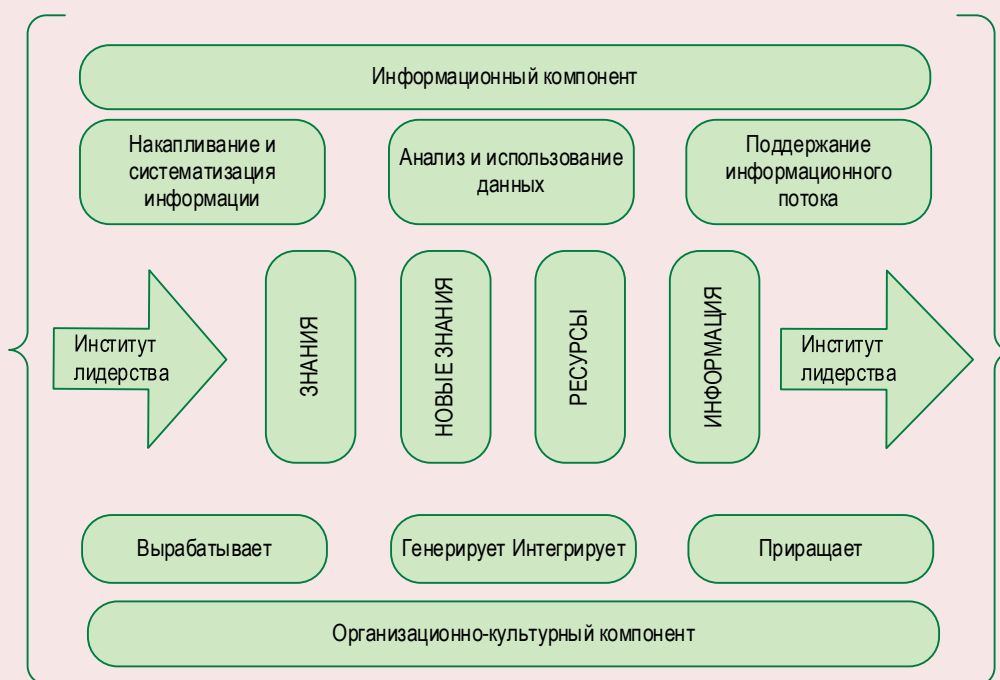 Информационный компонент
Накапливание и
систематизация
информации
Анализ и использование
данных
Поддержание
информационного
потока
Институт
лидерства
ЗНАНИЯ
НОВЫЕ ЗНАНИЯ
РЕСУРСЫ
ИНФОРМАЦИЯ
Институт
лидерства
Вырабатывает
Генерирует Интегрирует
Приращает
Организационно-культурный компонент